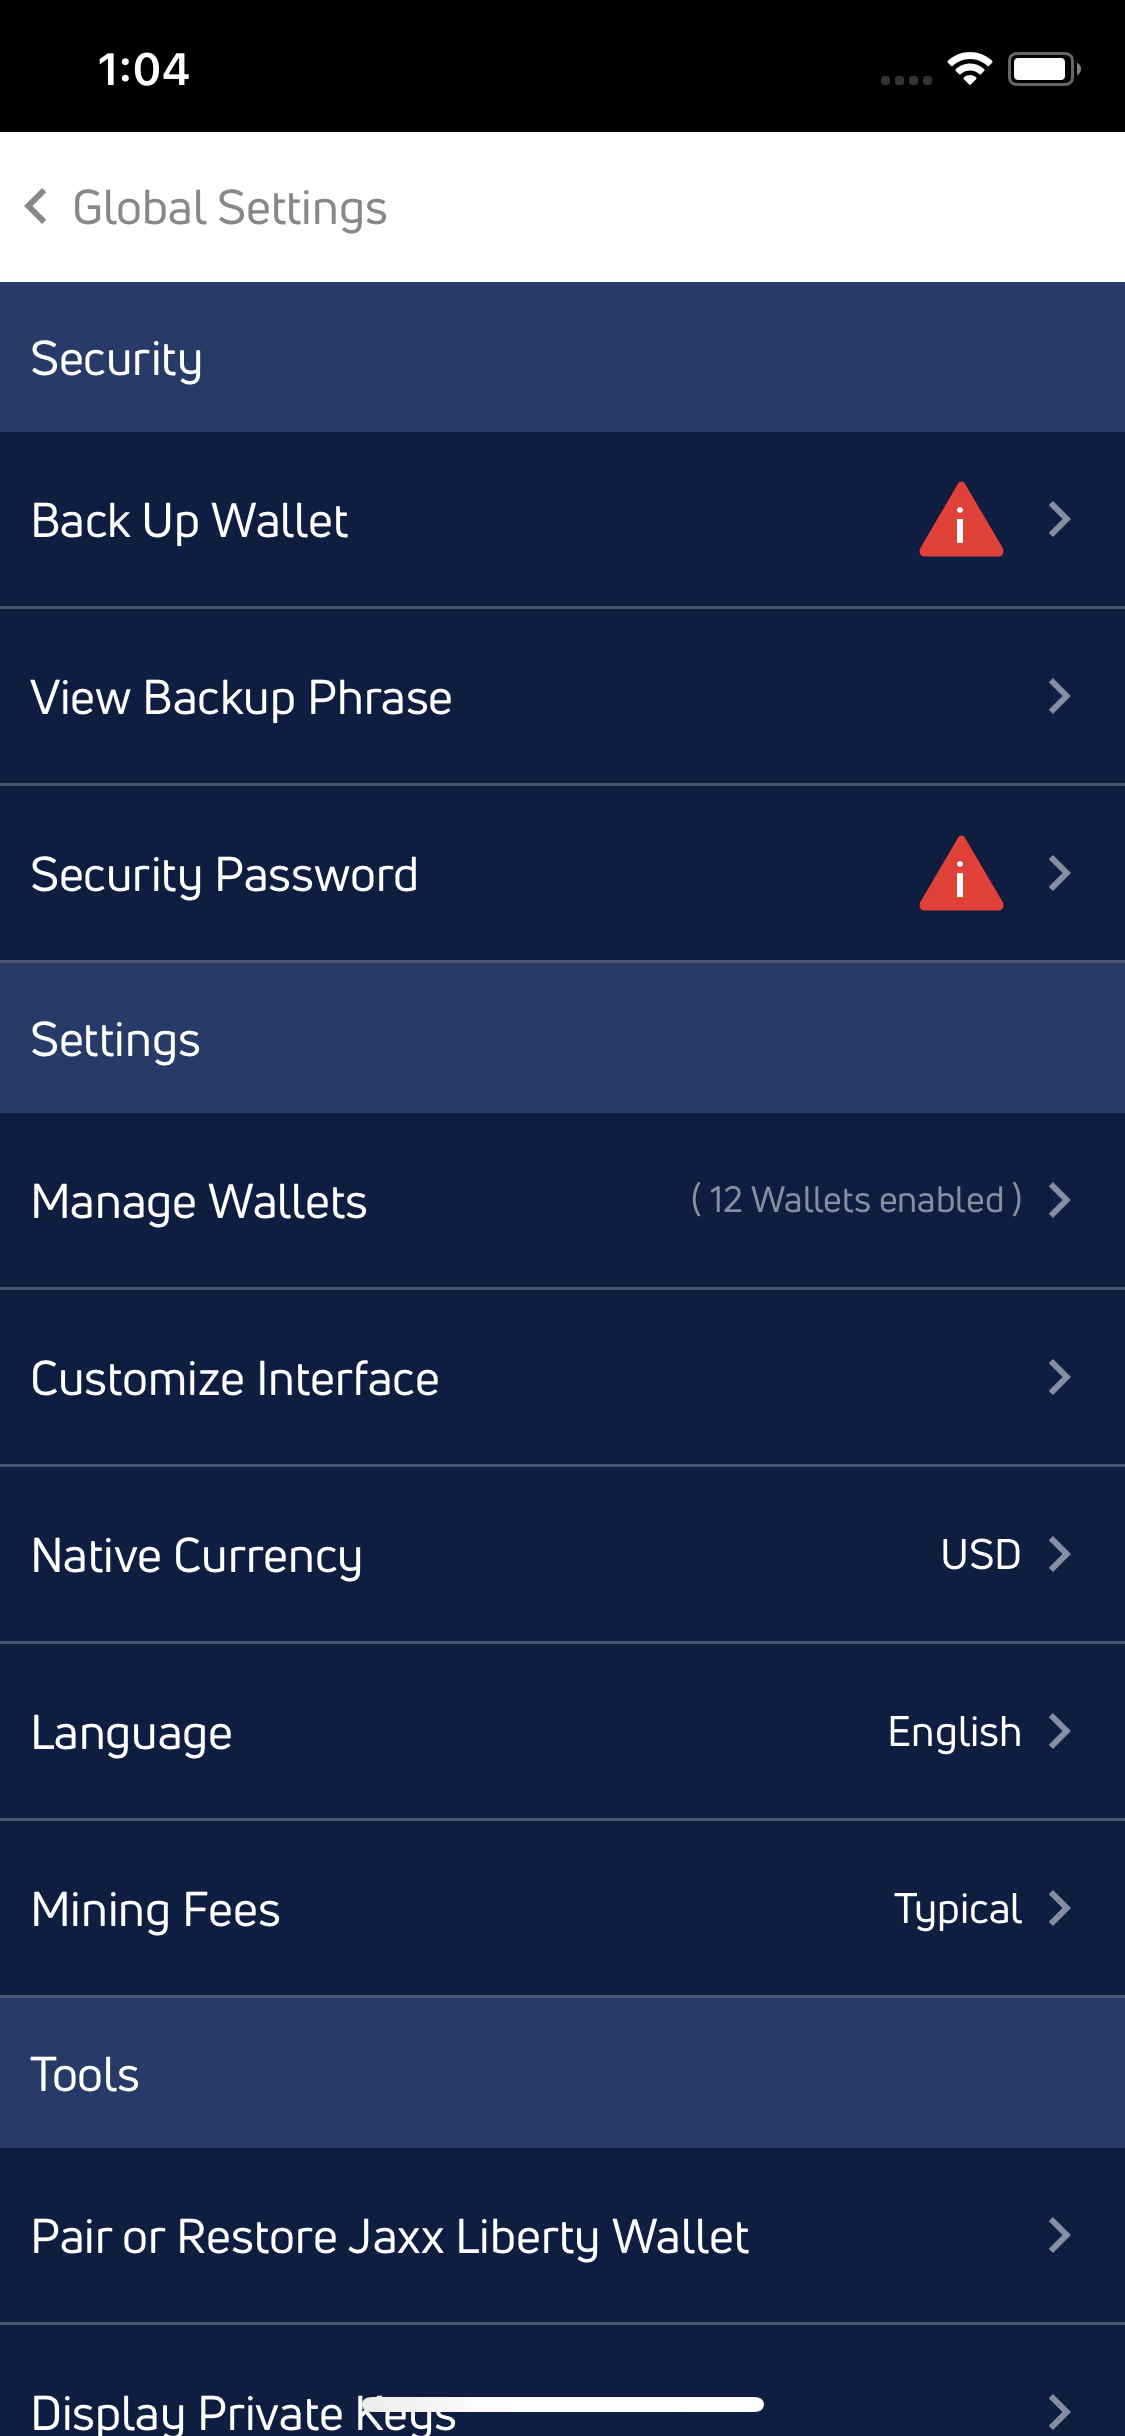 1:04
Global Settings
Security
Back Up Wallet
View Backup Phrase
Security Password
Settings
Manage Wallets ( 12 Wallets enabled )
Customize Interface
Native Currency USD
Language English
Mining Fees Typical
Tools
Pair or Restore Jaxx Liberty Wallet
Display Private Keys